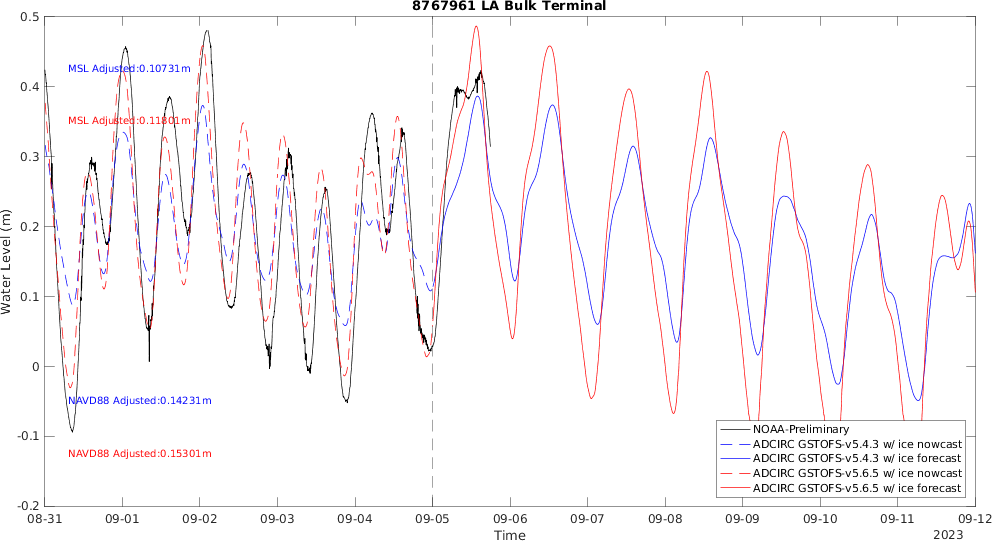 8767961 LA Bulk Terminal
0.5
0.4
0.3
0.2
0.1
0
-0.1
-0.2
Water Level (m)
MSL Adjusted:0.10731m
MSL Adjusted:0.11801m
NAVD88 Adjusted:0.14231m
NAVD88 Adjusted:0.15301m
NOAA-Preliminary
ADCIRC GSTOFS-v5.4.3 w/ ice nowcast
ADCIRC GSTOFS-v5.4.3 w/ ice forecast
ADCIRC GSTOFS-v5.6.5 w/ ice nowcast
ADCIRC GSTOFS-v5.6.5 w/ ice forecast
08-31 09-01 09-02 09-03 09-04 09-05 09-06 09-07 09-08 09-09 09-10 09-11 09-12
Time
2023